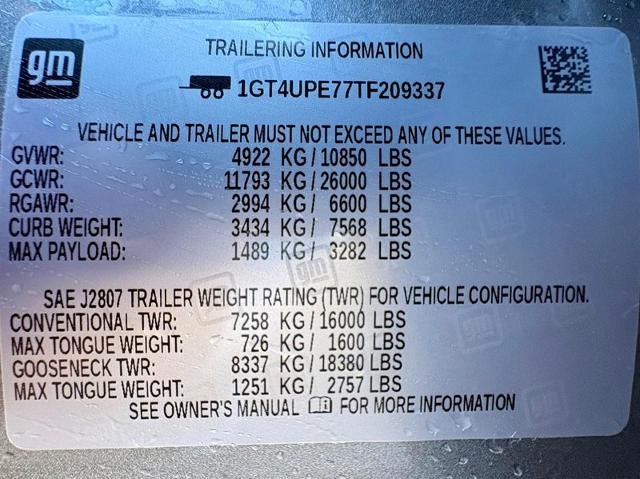 gm
TRAILERING INFORMATION
1GT4UPE77TF209337
VEHICLE AND TRAILER MUST NOT EXCEED ANY OF THESE VALUES.
GVWR: 4922 KG / 10850 LBS
GCWR: 11793 KG / 26000 LBS
RGAWR: 2994 KG / 6600 LBS
CURB WEIGHT: 3434 KG / 7568 LBS
MAX PAYLOAD: 1489 KG / 3282 LBS
SAE J2807 TRAILER WEIGHT RATING (TWR) FOR VEHICLE CONFIGURATION.
CONVENTIONAL TWR: 7258 KG / 16000 LBS
MAX TONGUE WEIGHT: 726 KG / 1600 LBS
GOOSENECK TWR: 8337 KG / 18380 LBS
MAX TONGUE WEIGHT: 1251 KG / 2757 LBS
SEE OWNER'S MANUAL FOR MORE INFORMATION